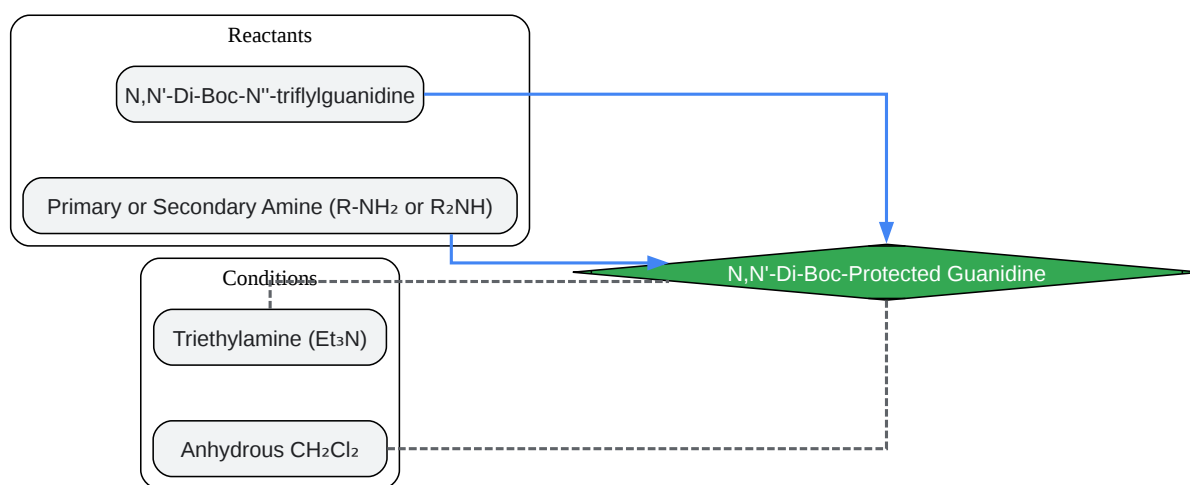 Reactants
N,N'-Di-Boc-N''-triflylguanidine
Primary or Secondary Amine (R-NH₂ or R₂NH)
Conditions
N,N'-Di-Boc-Protected Guanidine
Triethylamine (Et₃N)
Anhydrous CH₂Cl₂